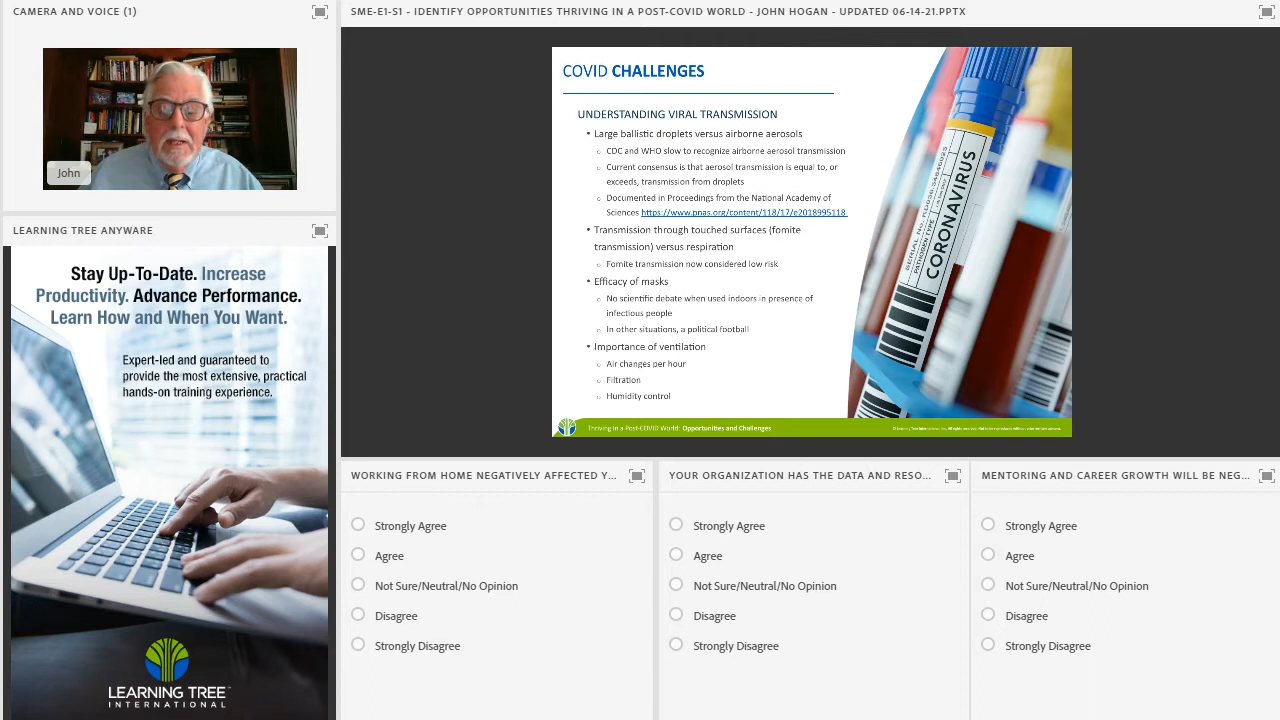 CAMERA AND VOICE (1)
John
LEARNING TREE ANYWARE
Stay Up-To-Date. Increase
Productivity. Advance Performance.
Learn How and When You Want.
Expert-led and guaranteed to
provide the most extensive, practical
hands-on training experience.
LEARNING TREE™
INTERNATIONAL
SME-E1-S1 - IDENTIFY OPPORTUNITIES THRIVING IN A POST-COVID WORLD - JOHN HOGAN - UPDATED 06-14-21.PPTX
COVID CHALLENGES
UNDERSTANDING VIRAL TRANSMISSION
• Large ballistic droplets versus airborne aerosols
○ CDC and WHO slow to recognize airborne aerosol transmission
○ Current consensus is that aerosol transmission is equal to, or
exceeds, transmission from droplets
○ Documented in Proceedings from the National Academy of
Sciences https://www.pnas.org/content/118/17/e2018995118
• Transmission through touched surfaces (fomite
transmission) versus respiration
○ Fomite transmission now considered low risk
• Efficacy of masks
○ No scientific debate when used indoors in presence of
infectious people
○ In other situations, a political football
• Importance of ventilation
○ Air changes per hour
○ Filtration
○ Humidity control
CORONAVIRUS
Thriving In a Post-COVID World: Opportunities and Challenges
WORKING FROM HOME NEGATIVELY AFFECTED Y...
Strongly Agree
Agree
Not Sure/Neutral/No Opinion
Disagree
Strongly Disagree
YOUR ORGANIZATION HAS THE DATA AND RESO...
Strongly Agree
Agree
Not Sure/Neutral/No Opinion
Disagree
Strongly Disagree
MENTORING AND CAREER GROWTH WILL BE NEG...
Strongly Agree
Agree
Not Sure/Neutral/No Opinion
Disagree
Strongly Disagree